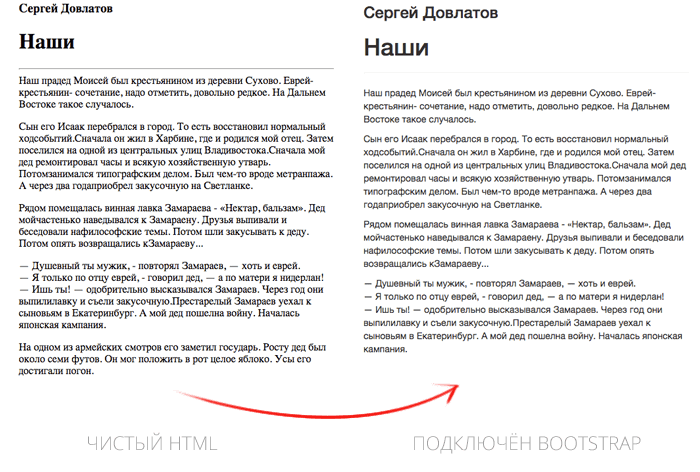 Сергей Довлатов
Наши
Наш прадед Моисей был крестьянином из деревни Сухово. Еврей-
крестьянин- сочетание, надо отметить, довольно редкое. На Дальнем
Востоке такое случалось.
Сын его Исаак перебрался в город. То есть восстановил нормальный
ходсобытий.Сначала он жил в Харбине, где и родился мой отец. Затем
поселился на одной из центральных улиц Владивостока.Сначала мой
дед ремонтировал часы и всякую хозяйственную утварь.
Потомзанимался типографским делом. Был чем-то вроде метранпажа.
А через два годаприобрел закусочную на Светланке.
Рядом помещалась винная лавка Замараева - «Нектар, бальзам». Дед
мойчастенько наведывался к Замараену. Друзья выпивали и
беседовали нафилософские темы. Потом шли закусывать к деду.
Потом опять возвращались кЗамараеву...
— Душевный ты мужик, - повторял Замараев, — хоть и еврей.
— Я только по отцу еврей, - говорил дед, — а по матери я нидерлан!
— Ишь ты! — одобрительно высказывался Замараев. Через год они
выпилилавку и съели закусочную.Престарелый Замараев уехал к
сыновьям в Екатеринбург. А мой дед пошелна войну. Началась
японская кампания.
На одном из армейских смотров его заметил государь. Росту дед был
около семи футов. Он мог положить в рот целое яблоко. Усы его
достигали погон.
ЧИСТЫЙ HTML
Сергей Довлатов
Наши
Наш прадед Моисей был крестьянином из деревни Сухово. Еврей-
крестьянин- сочетание, надо отметить, довольно редкое. На Дальнем
Востоке такое случалось.
Сын его Исаак перебрался в город. То есть восстановил нормальный
ходсобытий.Сначала он жил в Харбине, где и родился мой отец. Затем
поселился на одной из центральных улиц Владивостока.Сначала мой дед
ремонтировал часы и всякую хозяйственную утварь. Потомзанимался
типографским делом. Был чем-то вроде метранпажа. А через два
годаприобрел закусочную на Светланке.
Рядом помещалась винная лавка Замараева - «Нектар, бальзам». Дед
мойчастенько наведывался к Замараену. Друзья выпивали и беседовали
нафилософские темы. Потом шли закусывать к деду. Потом опять
возвращались кЗамараеву...
— Душевный ты мужик, - повторял Замараев, — хоть и еврей.
— Я только по отцу еврей, - говорил дед, — а по матери я нидерлан!
— Ишь ты! — одобрительно высказывался Замараев. Через год они
выпилилавку и съели закусочную.Престарелый Замараев уехал к
сыновьям в Екатеринбург. А мой дед пошелна войну. Началась японская
кампания.
ПОДКЛЮЧЁН BOOTSTRAP